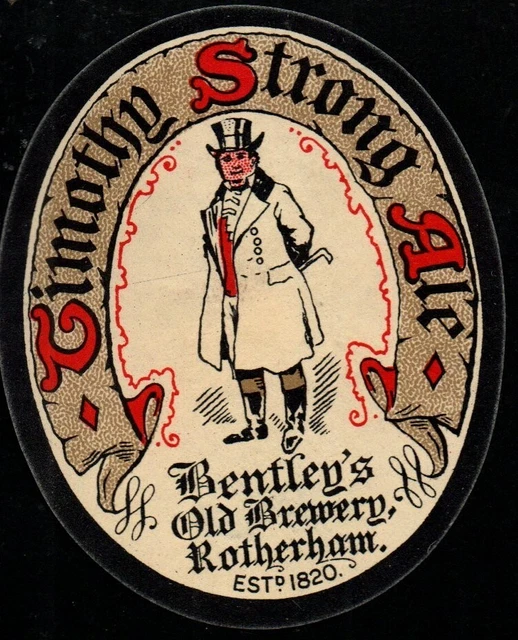 Timothy Strong Ale
Bentley's
Old Brewery,
Rotherham.
ESTD 1820.